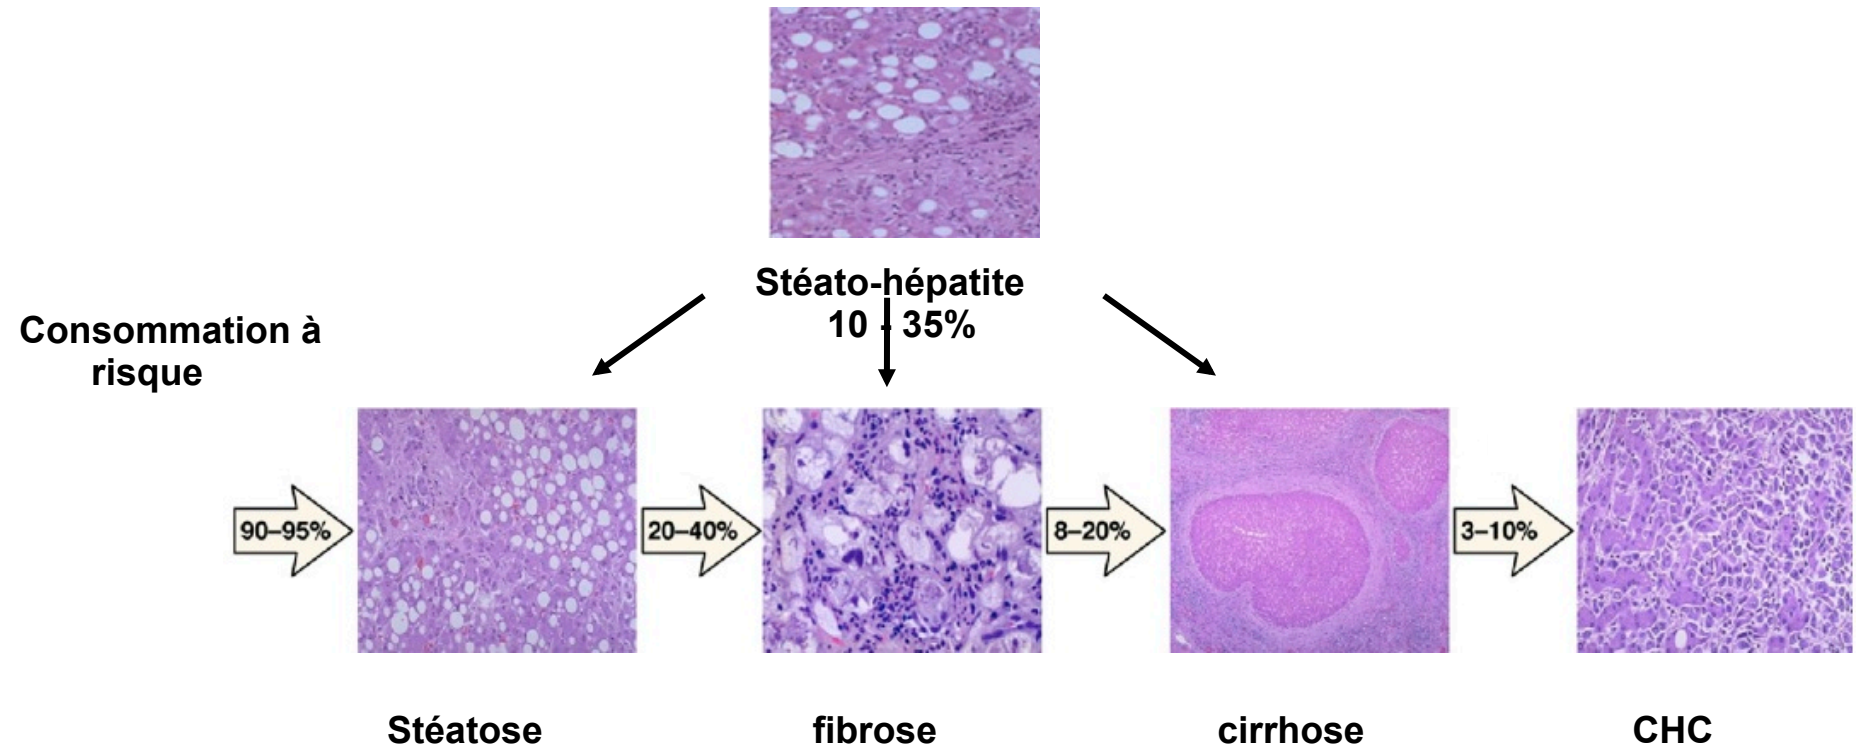 Stéato-hépatite
10 - 35%
Consommation à
risque
90–95%
20–40%
8–20%
3–10%
Stéatose
fibrose
cirrhose
CHC